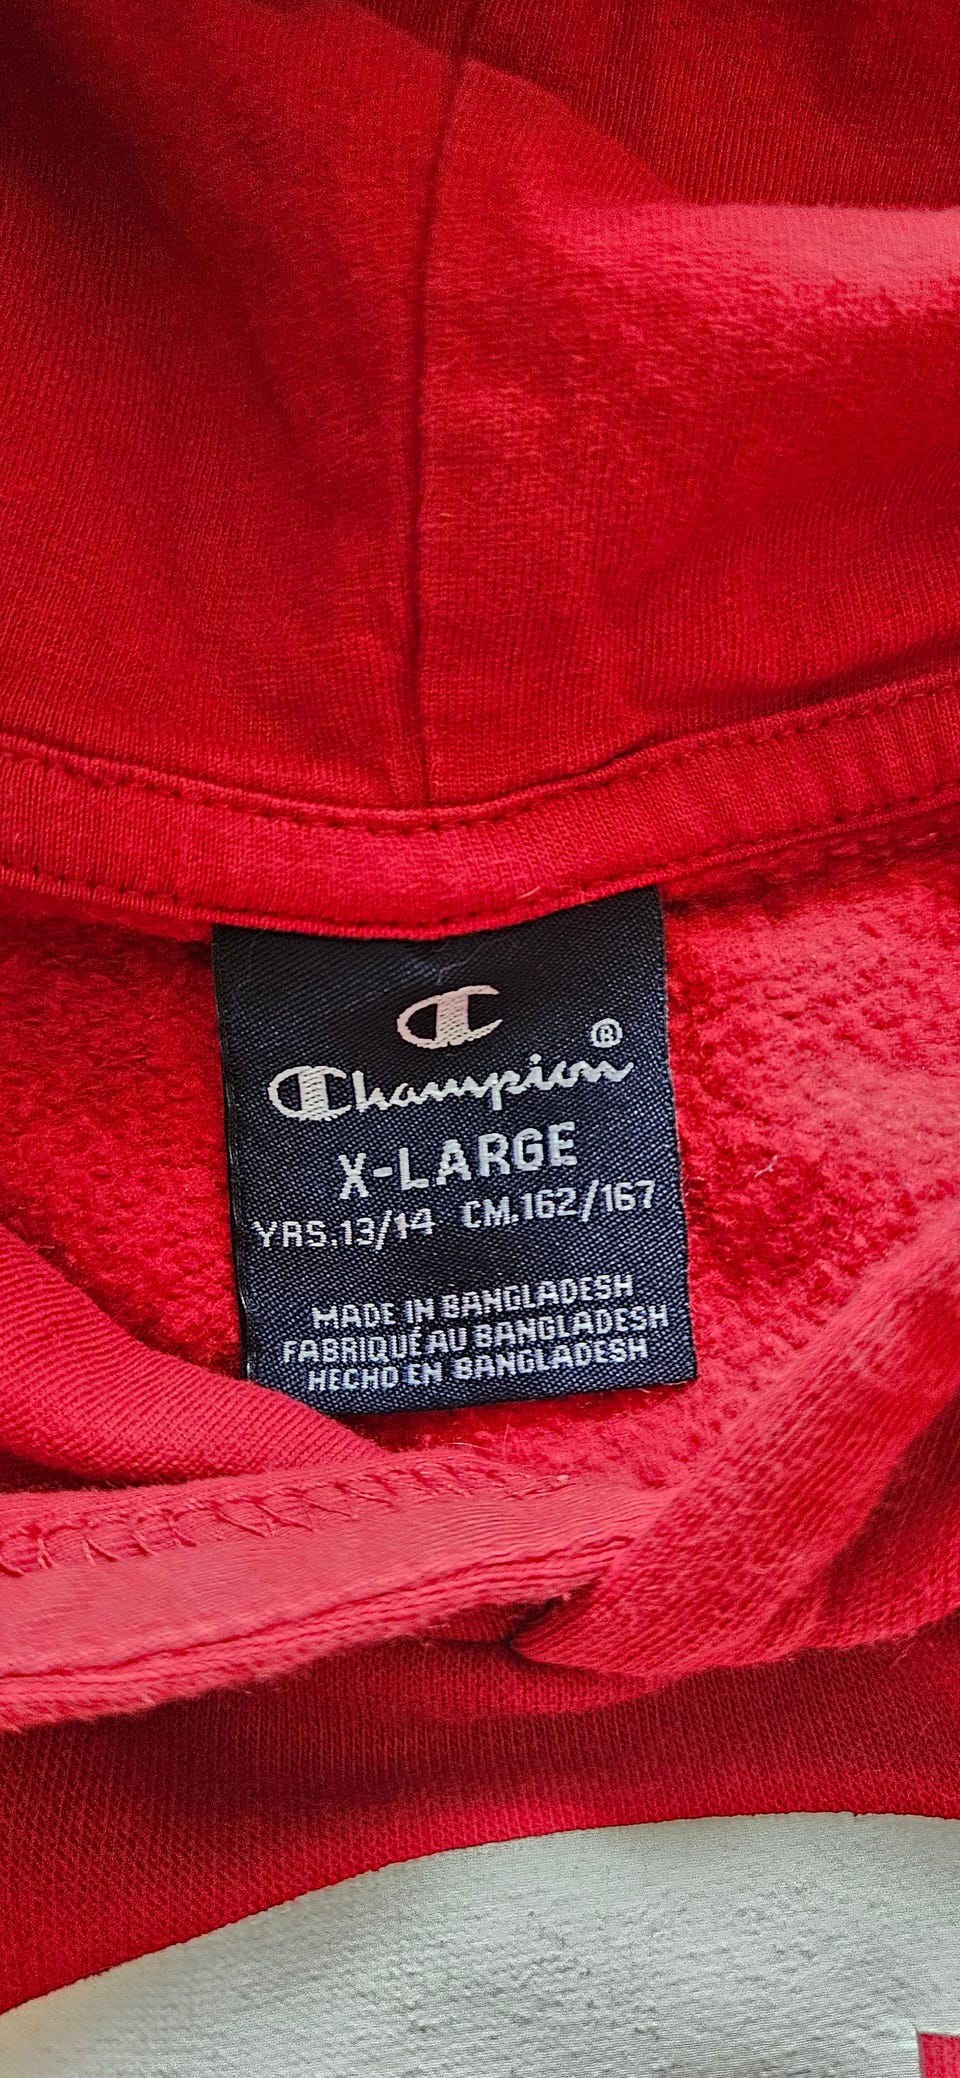 Champion®
X-LARGE
YRS.13/14 CM.162/167
MADE IN BANGLADESH
FABRIQUÉ AU BANGLADESH
HECHO EN BANGLADESH